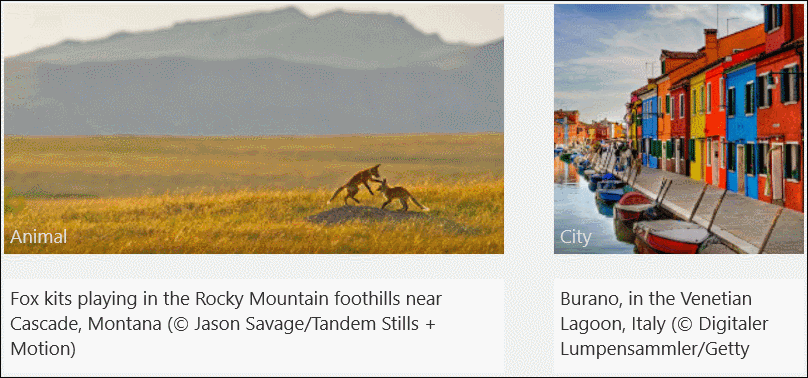 Animal
Fox kits playing in the Rocky Mountain foothills near
Cascade, Montana (© Jason Savage/Tandem Stills +
Motion)
City
Burano, in the Venetian
Lagoon, Italy (© Digitaler
Lumpensammler/Getty